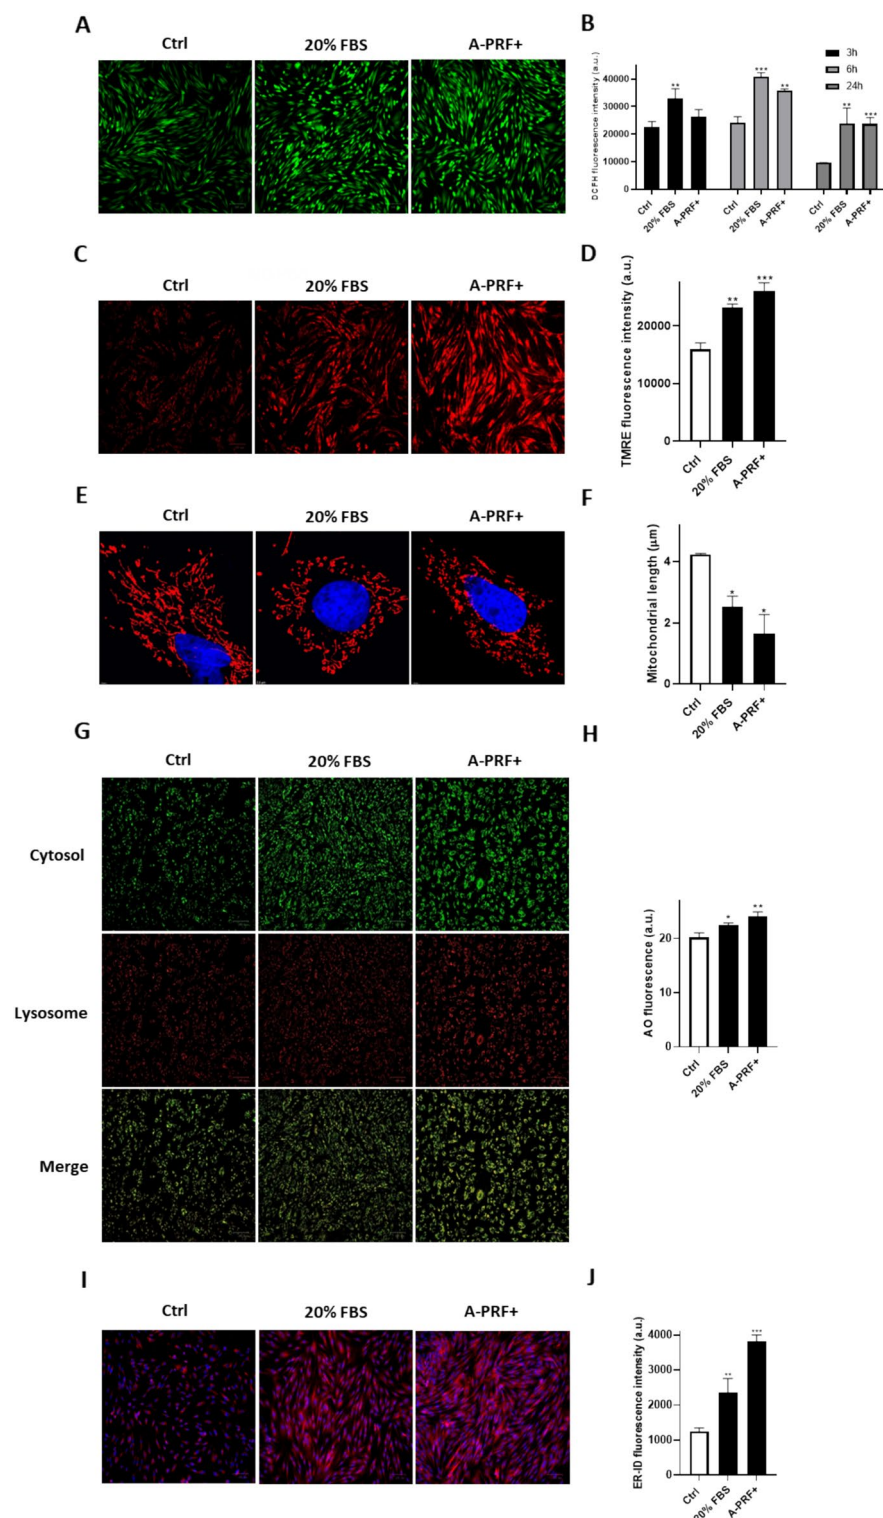 A
Ctrl
20% FBS
A-PRF+
B
3h
6h
24h
DCFH fluorescence intensity (a.u.)
40000
30000
20000
10000
0
**
***
**
**
***
Ctrl
20% FBS
A-PRF+
Ctrl
20% FBS
A-PRF+
Ctrl
20% FBS
A-PRF+
C
Ctrl
20% FBS
A-PRF+
D
TMRE fluorescence intensity (a.u.)
20000
10000
0
**
***
Ctrl
20% FBS
A-PRF+
E
Ctrl
20% FBS
A-PRF+
F
Mitochondrial length (μm)
4
2
0
*
*
Ctrl
20% FBS
A-PRF+
G
Ctrl
20% FBS
A-PRF+
Cytosol
Lysosome
Merge
H
AO fluorescence (a.u.)
20
10
0
*
**
Ctrl
20% FBS
A-PRF+
I
Ctrl
20% FBS
A-PRF+
J
ER-ID fluorescence intensity (a.u.)
4000
3000
2000
1000
0
**
***
Ctrl
20% FBS
A-PRF+